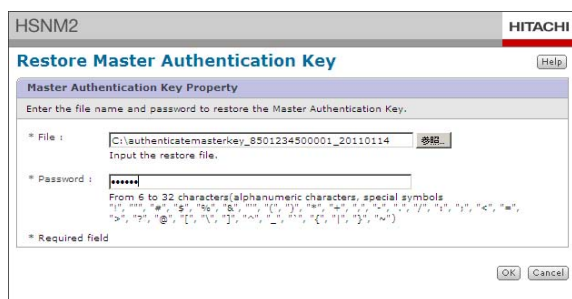 HSNM2
HITACHI
Restore Master Authentication Key
Help
Master Authentication Key Property
Enter the file name and password to restore the Master Authentication Key.
* File :
C:\authenticatemasterkey_8501234500001_20110114
参照...
Input the restore file.
* Password :
••••••
From 6 to 32 characters(alphanumeric characters, special symbols
"!", """, "#", "$", "%", "&", "'", "(", ")", "*", "+", ",", "-", ".", "/", ":", ";", "<", "=",
">", "?", "@", "[", "\", "]", "^", "_", "`", "{", "|", "}", "~")
* Required field
OK
Cancel